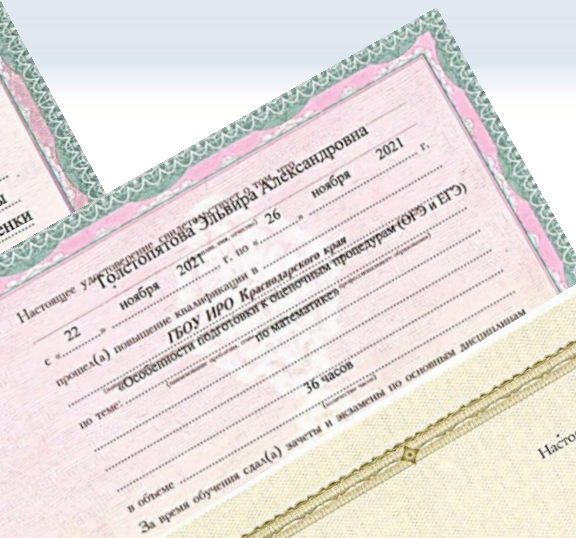 Настоящее удостоверение свидетельствует о том, что
Толстопятова Эльвира Александровна
с «22» ноября 2021 г. по «26» ноября 2021 г.
прошел(а) повышение квалификации в
ГБОУ ИРО Краснодарского края
по теме: «Особенности подготовки к оценочным процедурам (ОГЭ и ЕГЭ)
по математике»
в объеме 36 часов
За время обучения сдал(а) зачеты и экзамены по основным дисциплинам
енки
Насто